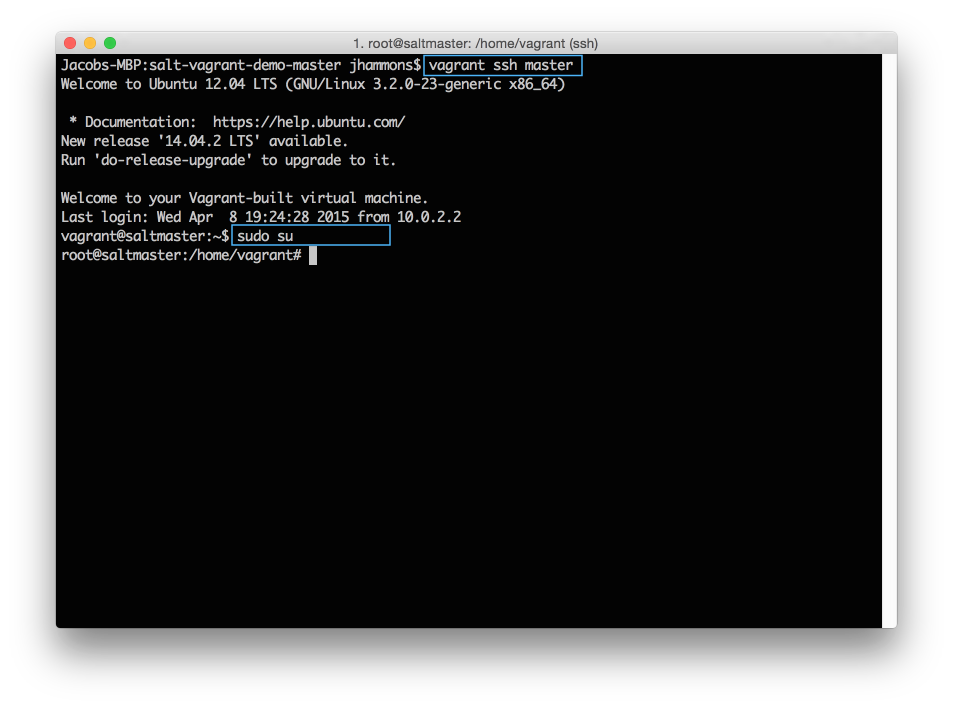 1. root@saltmaster: /home/vagrant (ssh)
Jacobs-MBP:salt-vagrant-demo-master jhammons$ vagrant ssh master
Welcome to Ubuntu 12.04 LTS (GNU/Linux 3.2.0-23-generic x86_64)
* Documentation:  https://help.ubuntu.com/
New release '14.04.2 LTS' available.
Run 'do-release-upgrade' to upgrade to it.
Welcome to your Vagrant-built virtual machine.
Last login: Wed Apr  8 19:24:28 2015 from 10.0.2.2
vagrant@saltmaster:~$ sudo su
root@saltmaster:/home/vagrant#